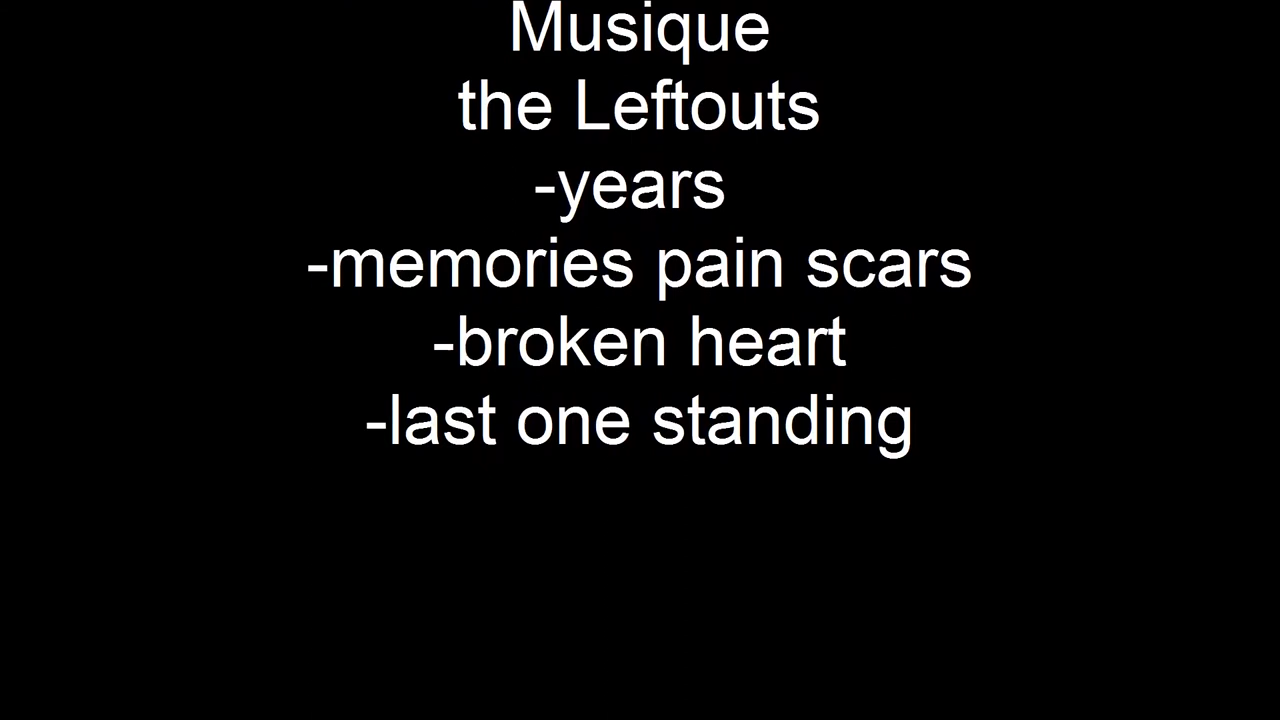 Musique
the Leftouts
-years
-memories pain scars
-broken heart
-last one standing